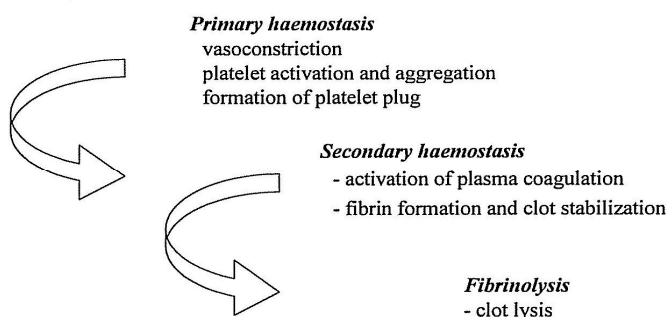 Primary haemostasis
vasoconstriction
platelet activation and aggregation
formation of platelet plug
Secondary haemostasis
- activation of plasma coagulation
- fibrin formation and clot stabilization
Fibrinolysis
- clot lysis